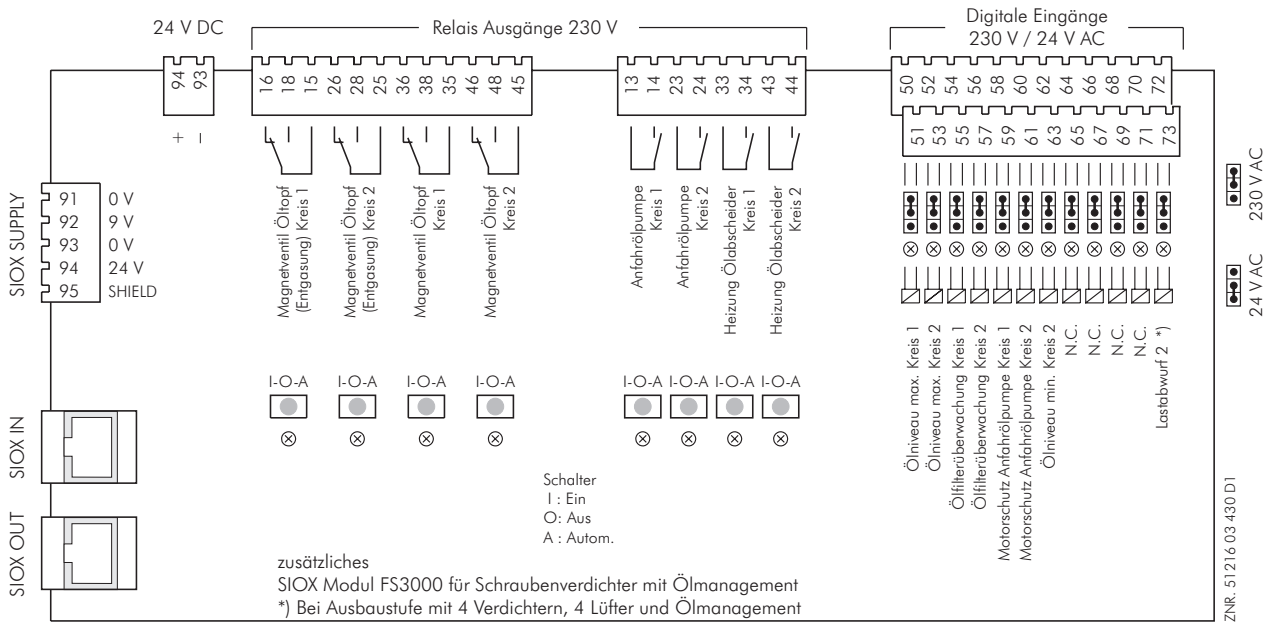 24 V DC
Relais Ausgänge 230 V
Digitale Eingänge
230 V / 24 V AC
94 93
16 18 15 26 28 25 36 38 35 46 48 45
13 14 23 24 33 34 43 44
50 52 54 56 58 60 62 64 66 68 70 72
51 53 55 57 59 61 63 65 67 69 71 73
+ –
SIOX SUPPLY
91 0 V
92 9 V
93 0 V
94 24 V
95 SHIELD
Magnetventil Öltopf
(Entgasung) Kreis 1
Magnetventil Öltopf
(Entgasung) Kreis 2
Magnetventil Öltopf
Kreis 1
Magnetventil Öltopf
Kreis 2
Anfahrölpumpe
Kreis 1
Anfahrölpumpe
Kreis 2
Heizung Ölabscheider
Kreis 1
Heizung Ölabscheider
Kreis 2
230 VAC
24 VAC
Ölniveau max. Kreis 1
Ölniveau max. Kreis 2
Ölfilterüberwachung Kreis 1
Ölfilterüberwachung Kreis 2
Motorschutz Anfahrölpumpe Kreis 1
Motorschutz Anfahrölpumpe Kreis 2
Ölniveau min. Kreis 2
N.C.
N.C.
N.C.
N.C.
Lastabwurf 2 *)
I-O-A I-O-A I-O-A I-O-A
I-O-A I-O-A I-O-A I-O-A
SIOX IN
SIOX OUT
Schalter
I : Ein
O: Aus
A : Autom.
zusätzliches
SIOX Modul FS3000 für Schraubenverdichter mit Ölmanagement
*) Bei Ausbaustufe mit 4 Verdichtern, 4 Lüfter und Ölmanagement
ZNR. 51216 03 430 D1